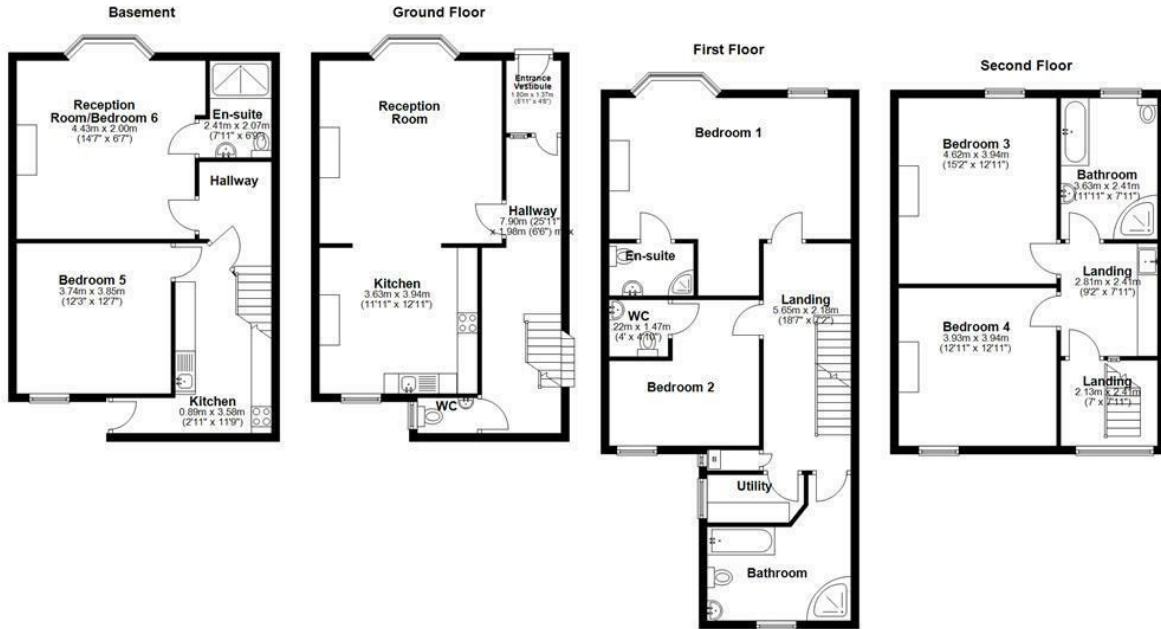 Basement
Reception
Room/Bedroom 6
4.43m x 2.00m
(14'7" x 6'7")
En-suite
2.41m x 2.07m
(7'11" x 6'9")
Hallway
Bedroom 5
3.74m x 3.85m
(12'3" x 12'7")
Kitchen
0.89m x 3.58m
(2'11" x 11'9")
Ground Floor
Entrance
Vestibule
1.80m x 1.37m
(5'11" x 4'6")
Reception
Room
Hallway
7.90m (25'11")
x 1.98m (6'6")
Kitchen
3.63m x 3.94m
(11'11" x 12'11")
WC
First Floor
Bedroom 1
En-suite
Landing
5.65m x 2.18m
(18'7" x 7'2")
WC
.22m x 1.47m
(4' x 4'10")
Bedroom 2
Utility
Bathroom
Second Floor
Bedroom 3
4.62m x 3.94m
(15'2" x 12'11")
Bathroom
3.63m x 2.41m
(11'11" x 7'11")
Landing
2.81m x 2.41m
(9'2" x 7'11")
Bedroom 4
3.93m x 3.94m
(12'11" x 12'11")
Landing
2.13m x 2.41m
(7' x 7'11")